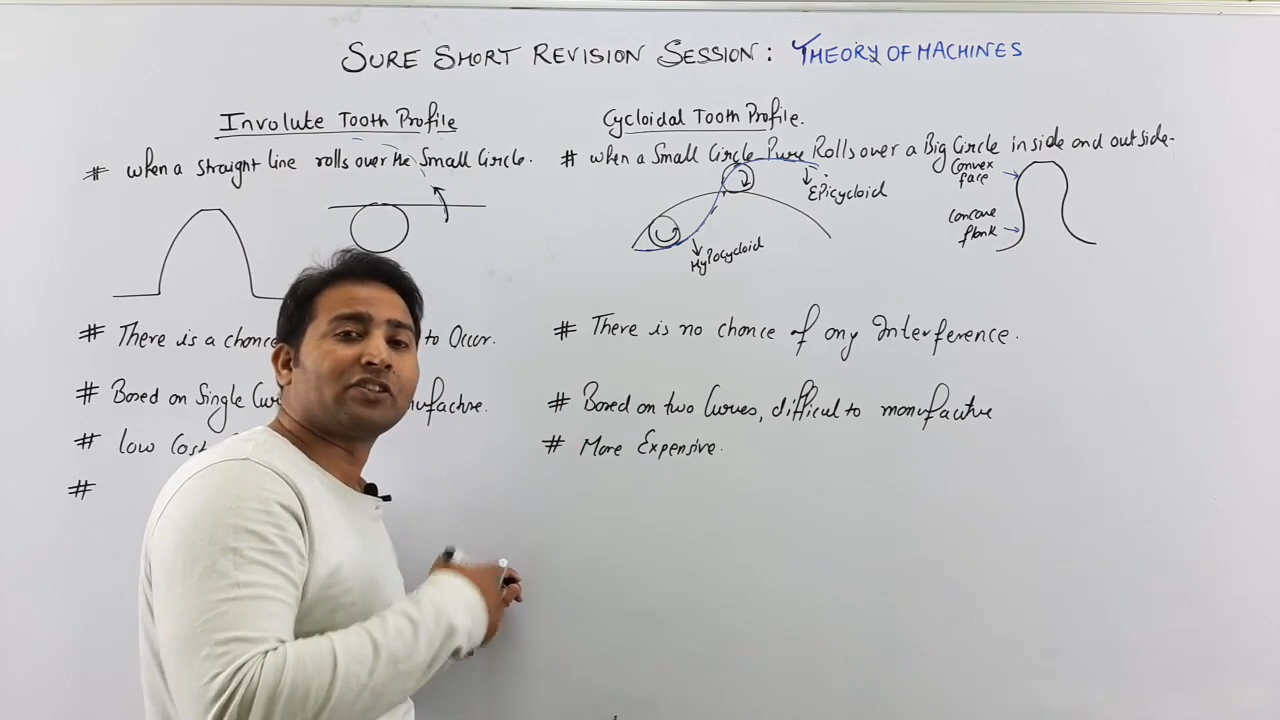 SURE SHORT REVISION SESSION: THEORY OF MACHINES
Involute Tooth Profile
# when a straight line rolls over the Small Circle.
# There is a chance to Occur.
# Based on Single
# Low Cost
#
Cycloidal Tooth Profile.
# when a Small Circle Pure Rolls over a Big Circle inside and outside.
Epicycloid
Hypocycloid
Convex
face
Concave
flank
# There is no chance of any Interference.
# Based on two Curves, difficult to manufacture
# More Expensive.